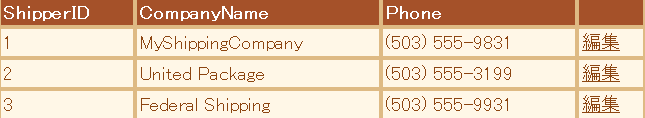 ShipperID CompanyName Phone
1 MyShippingCompany (503) 555-9831 編集
2 United Package (503) 555-3199 編集
3 Federal Shipping (503) 555-9931 編集